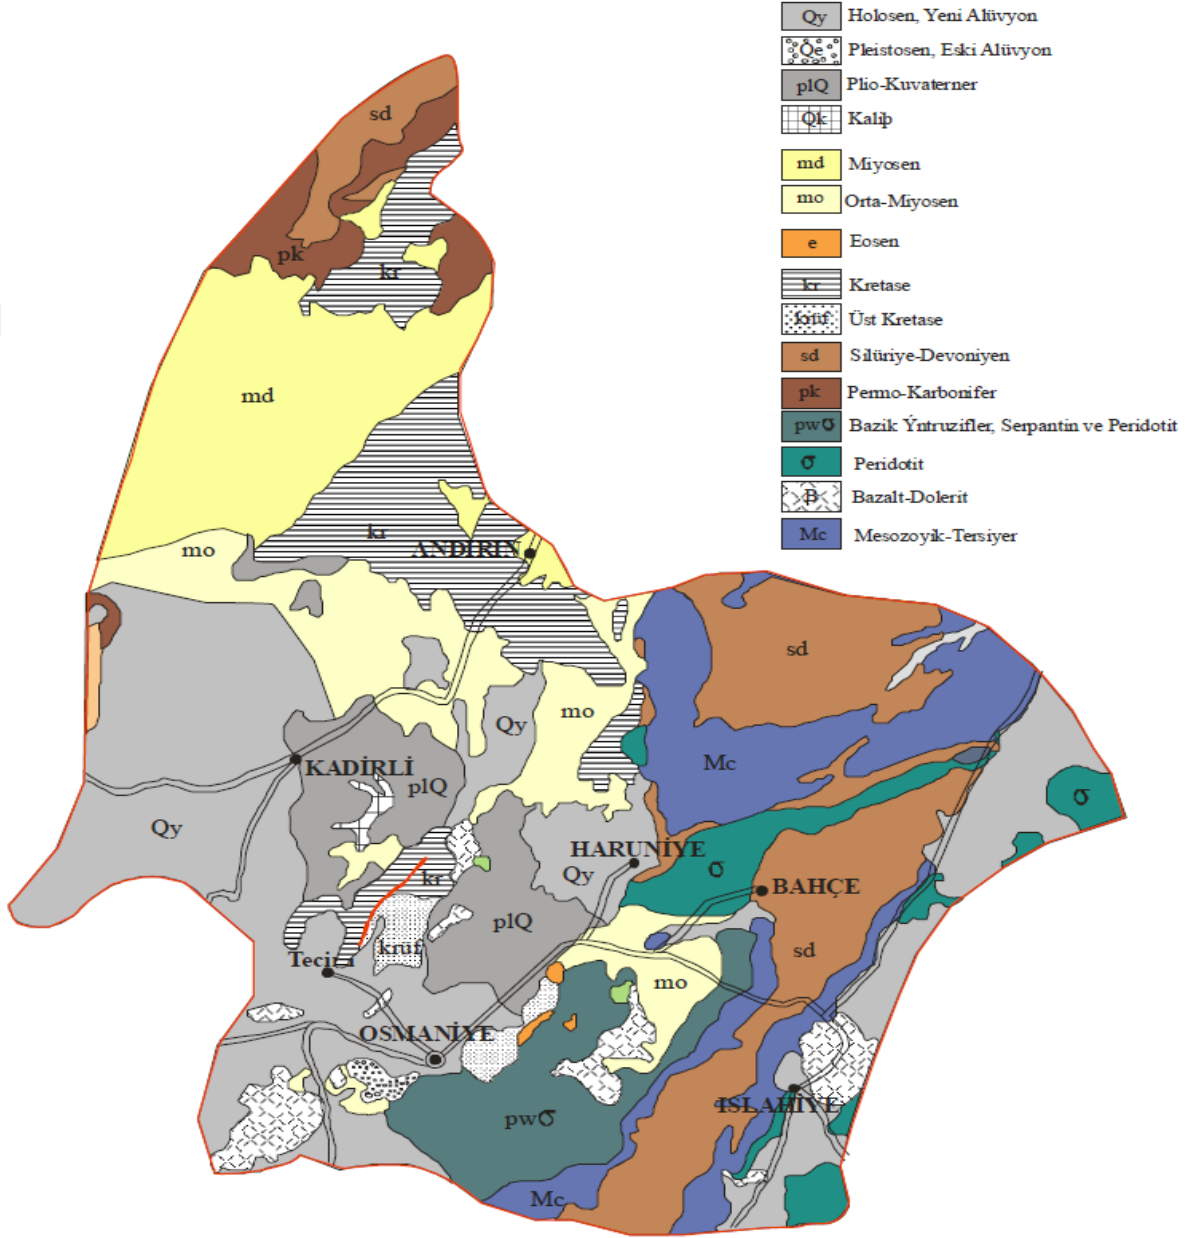 Qy Holosen, Yeni Alüvyon
Qe Pleistosen, Eski Alüvyon
plQ Plio-Kuvaterner
Qk Kaliþ
md Miyosen
mo Orta-Miyosen
e Eosen
kr Kretase
krüf Üst Kretase
sd Silüriye-Devoniyen
pk Permo-Karbonifer
pwσ Bazik Ýntruzifler, Serpantin ve Peridotit
σ Peridotit
B Bazalt-Dolerit
Mc Mesozoyik-Tersiyer
sd
pk
kr
md
kr
mo
ANDIRIN
sd
mo
Qy
Mc
KADİRLİ
plQ
σ
Qy
HARUNİYE
kr
Qy
σ
BAHÇE
plQ
krüf
sd
Tecirli
mo
OSMANİYE
ISLAHİYE
pwσ
Mc